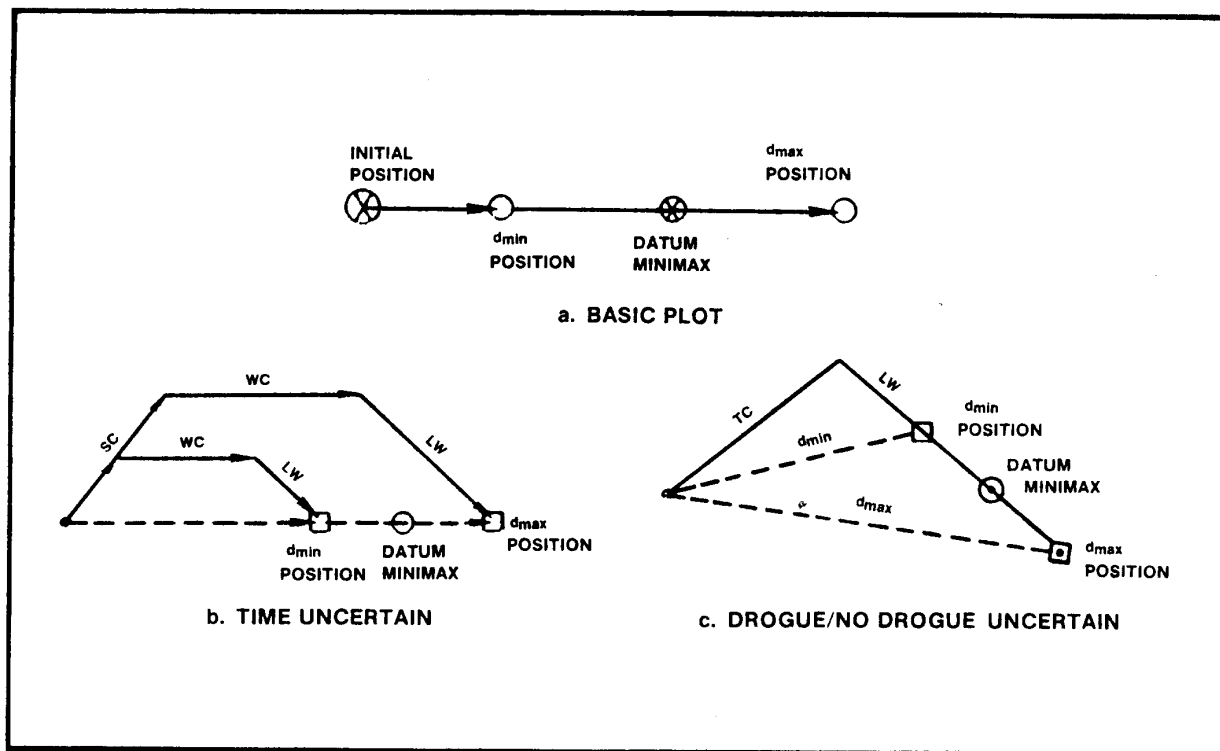 INITIAL
POSITION
dmax
POSITION
dmin
POSITION
DATUM
MINIMAX
a. BASIC PLOT
WC
SC
WC
LW
LW
dmin
POSITION
DATUM
MINIMAX
dmax
POSITION
b. TIME UNCERTAIN
TC
LW
dmin
dmin
POSITION
DATUM
MINIMAX
dmax
dmax
POSITION
c. DROGUE/NO DROGUE UNCERTAIN